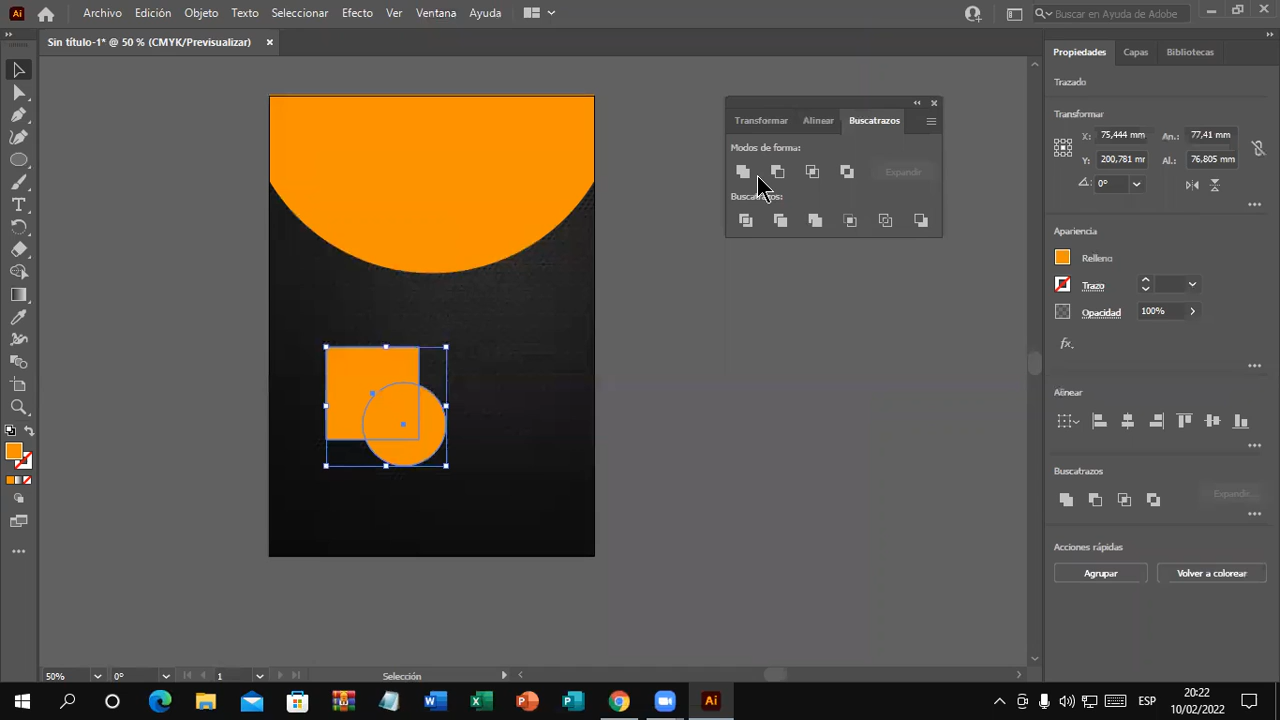 Ai
Archivo Edición Objeto Texto Seleccionar Efecto Ver Ventana Ayuda
Buscar en Ayuda de Adobe
Sin título-1* @ 50 % (CMYK/Previsualizar)
Propiedades Capas Bibliotecas
Trazado
Transformar
X: 75,444 mm An.: 77,41 mm
Y: 200,781 mm Al.: 76,805 mm
0°
Transformar Alinear Buscatrazos
Modos de forma:
Expandir
Buscatrazos:
Apariencia
Relleno
Trazo
Opacidad 100%
fx.
Alinear
Buscatrazos
Expandir...
Acciones rápidas
Agrupar Volver a colorear
50% 0° 1 Selección
Ai
ESP
20:22
10/02/2022